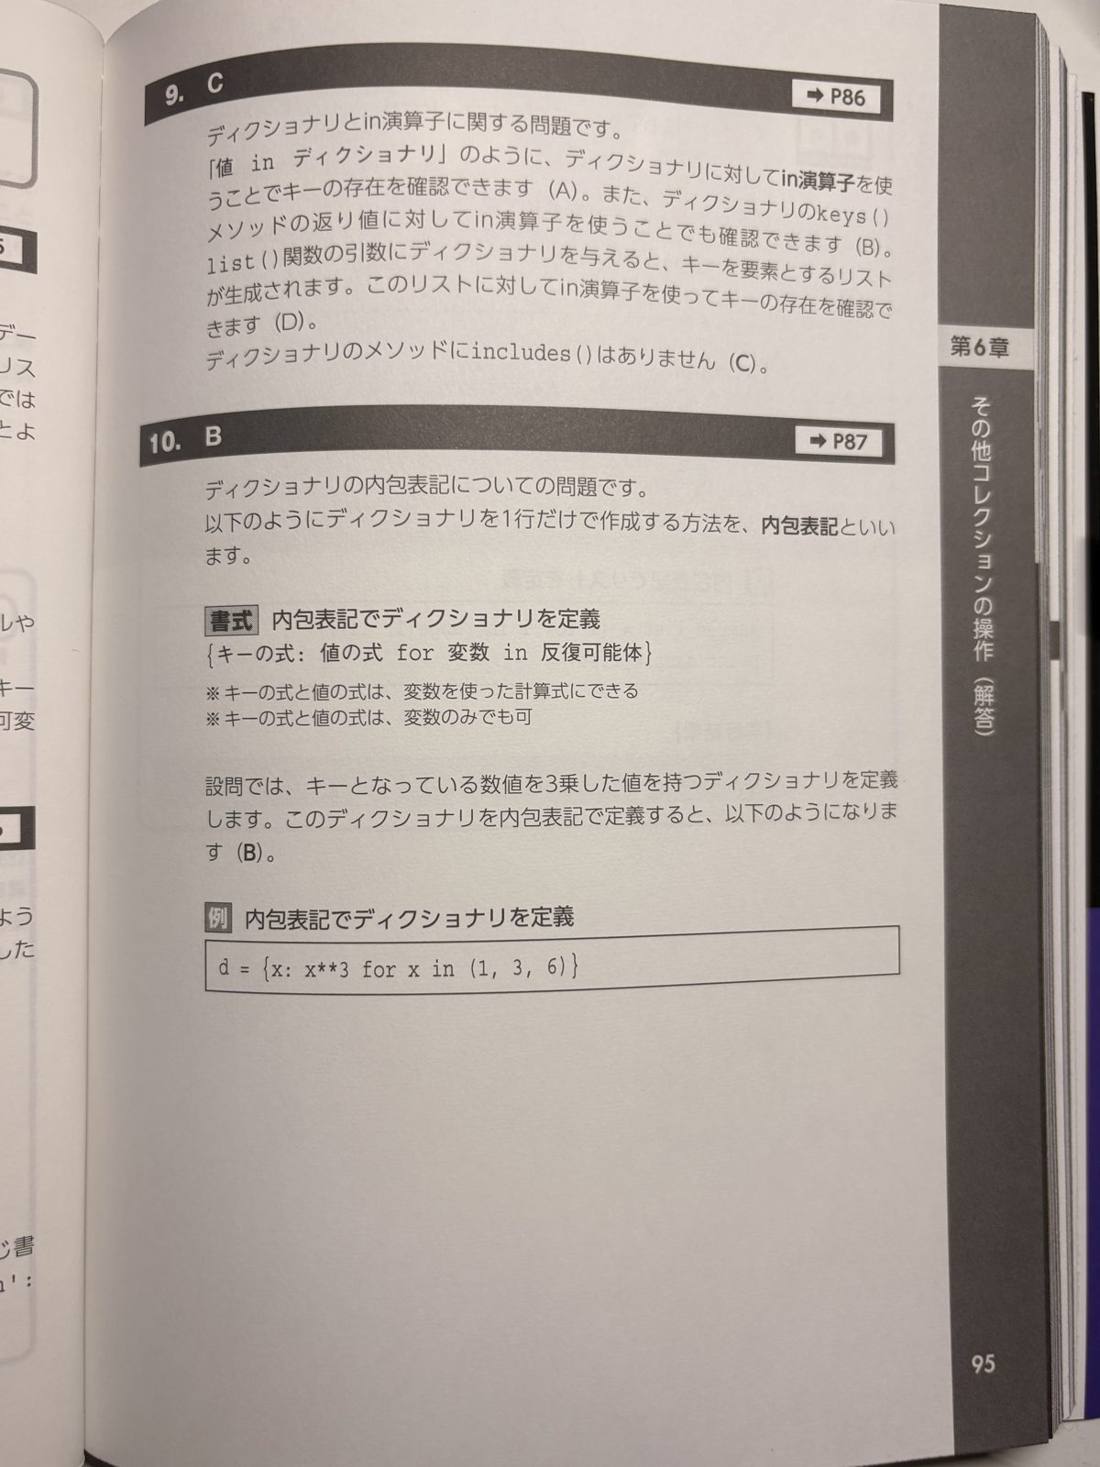 9. C
➡ P86
ディクショナリとin演算子に関する問題です。
「値 in ディクショナリ」のように、ディクショナリに対してin演算子を使
うことでキーの存在を確認できます（A）。また、ディクショナリのkeys()
メソッドの返り値に対してin演算子を使うことでも確認できます（B）。
list()関数の引数にディクショナリを与えると、キーを要素とするリスト
が生成されます。このリストに対してin演算子を使ってキーの存在を確認で
きます（D）。
ディクショナリのメソッドにincludes()はありません（C）。
10. B
➡ P87
ディクショナリの内包表記についての問題です。
以下のようにディクショナリを1行だけで作成する方法を、内包表記といい
ます。
書式 内包表記でディクショナリを定義
{キーの式: 値の式 for 変数 in 反復可能体}
※キーの式と値の式は、変数を使った計算式にできる
※キーの式と値の式は、変数のみでも可
設問では、キーとなっている数値を3乗した値を持つディクショナリを定義
します。このディクショナリを内包表記で定義すると、以下のようになりま
す（B）。
例 内包表記でディクショナリを定義
d = {x: x**3 for x in (1, 3, 6)}
第6章
その他コレクションの操作（解答）
95
デー
リス
では
とよ
ルや
キー
可変
よう
した
じ書